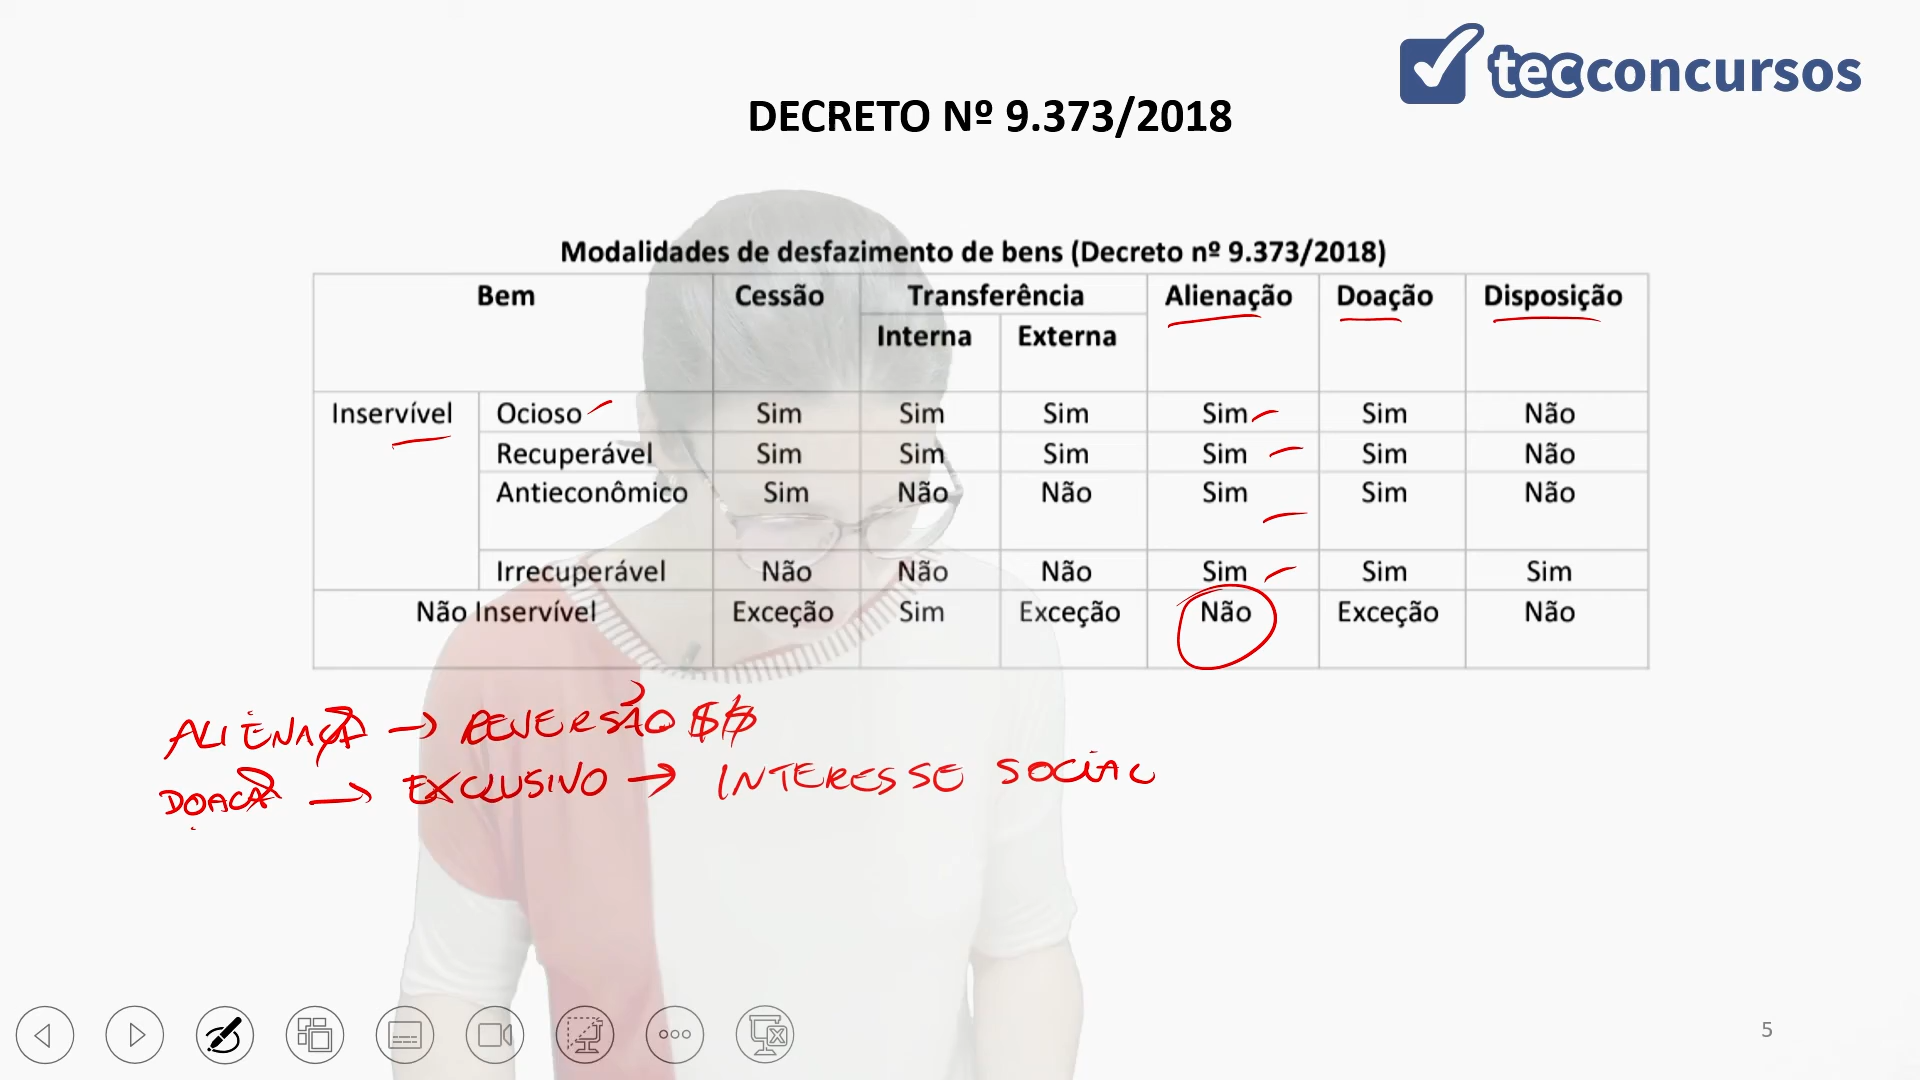 tecconcursos
DECRETO Nº 9.373/2018
Modalidades de desfazimento de bens (Decreto nº 9.373/2018)
Bem Cessão Transferência Alienação Doação Disposição
Interna Externa
Inservível Ocioso Sim Sim Sim Sim Sim Não
Recuperável Sim Sim Sim Sim Sim Não
Antieconômico Sim Não Não Sim Sim Não
Irrecuperável Não Não Não Sim Sim Sim
Não Inservível Exceção Sim Exceção Não Exceção Não
ALIENAÇÃO → REVERSÃO $$
DOAÇÃO → EXCLUSIVO → INTERESSE SOCIAL
5